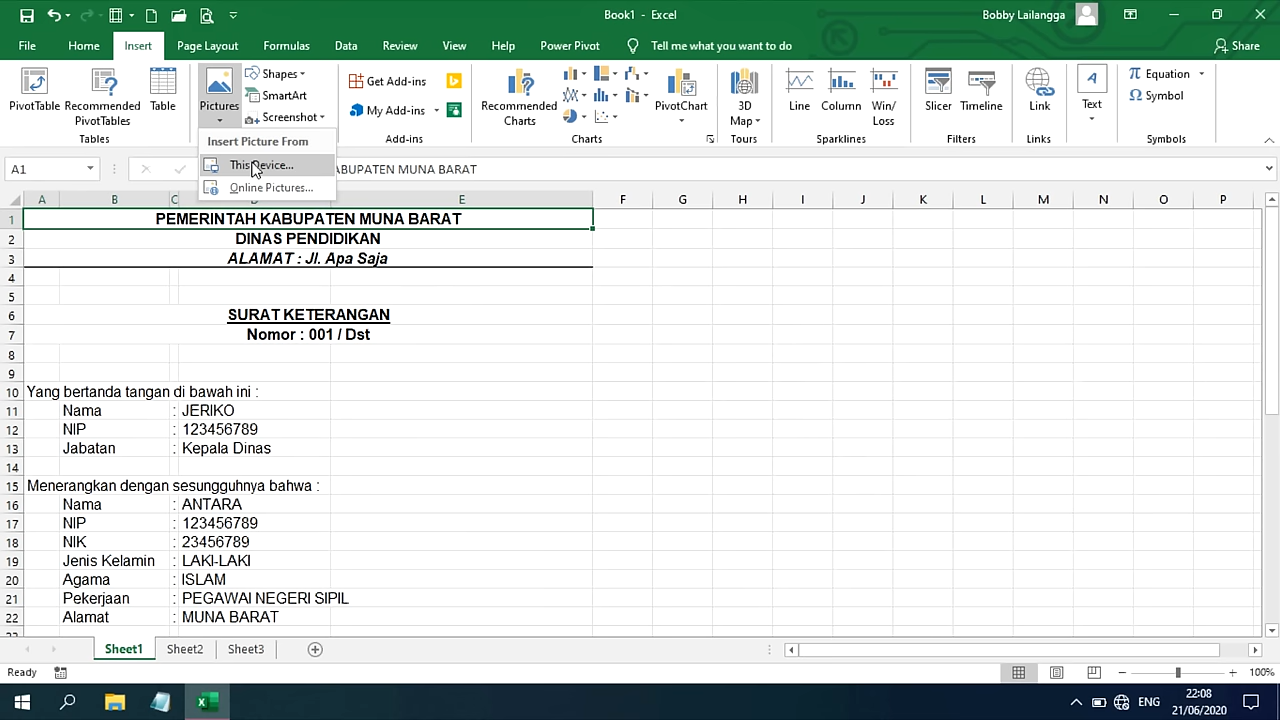 Book1 - Excel
Bobby Lailangga
File Home Insert Page Layout Formulas Data Review View Help Power Pivot Tell me what you want to do Share
PivotTable
Recommended
PivotTables
Table
Tables
Pictures
Shapes
SmartArt
Screenshot
Get Add-ins
My Add-ins
Add-ins
Recommended
Charts
PivotChart
Charts
3D
Map
Tours
Line
Column
Win/
Loss
Sparklines
Slicer
Timeline
Filters
Link
Links
Text
Equation
Symbol
Symbols
Insert Picture From
This Device...
Online Pictures...
A1
KABUPATEN MUNA BARAT
A B C D E F G H I J K L M N O P
1 PEMERINTAH KABUPATEN MUNA BARAT
2 DINAS PENDIDIKAN
3 ALAMAT : Jl. Apa Saja
4
5
6 SURAT KETERANGAN
7 Nomor : 001 / Dst
8
9
10 Yang bertanda tangan di bawah ini :
11 Nama : JERIKO
12 NIP : 123456789
13 Jabatan : Kepala Dinas
14
15 Menerangkan dengan sesungguhnya bahwa :
16 Nama : ANTARA
17 NIP : 123456789
18 NIK : 23456789
19 Jenis Kelamin : LAKI-LAKI
20 Agama : ISLAM
21 Pekerjaan : PEGAWAI NEGERI SIPIL
22 Alamat : MUNA BARAT
Sheet1 Sheet2 Sheet3
Ready
100%
ENG
22:08
21/06/2020